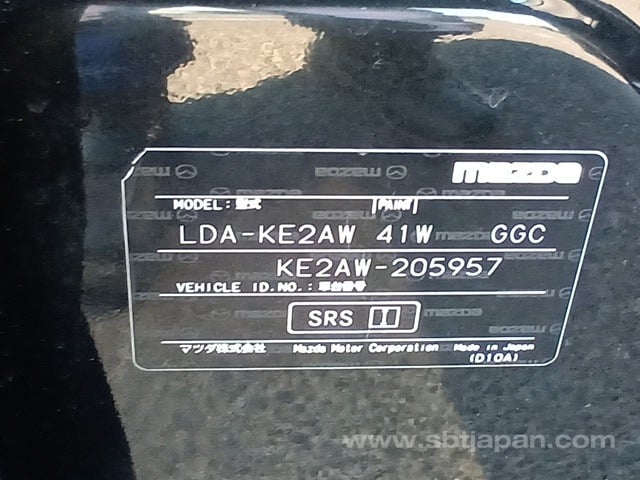 mazda
MODEL:型式 PAINT
LDA-KE2AW 41W GGC
KE2AW-205957
VEHICLE ID.NO.:車台番号
SRS I
マツダ株式会社 Mazda Motor Corporation Made in Japan
(D10A)
www.sbtjapan.com